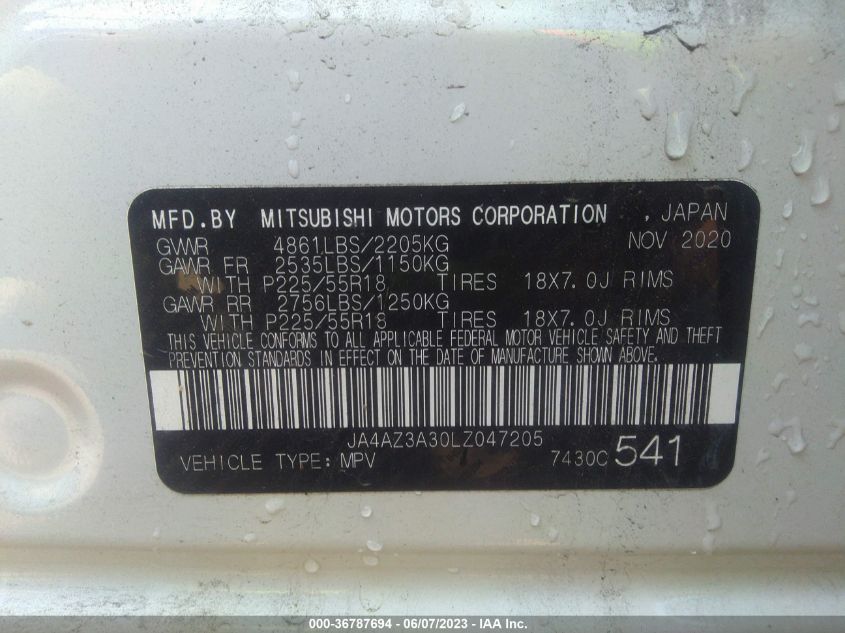 MFD.BY MITSUBISHI MOTORS CORPORATION , JAPAN
GVWR 4861LBS/2205KG NOV 2020
GAWR FR 2535LBS/1150KG
WITH P225/55R18 TIRES 18X7.0J RIMS
GAWR RR 2756LBS/1250KG
WITH P225/55R18 TIRES 18X7.0J RIMS
THIS VEHICLE CONFORMS TO ALL APPLICABLE FEDERAL MOTOR VEHICLE SAFETY AND THEFT
PREVENTION STANDARDS IN EFFECT ON THE DATE OF MANUFACTURE SHOWN ABOVE.
JA4AZ3A30LZ047205
VEHICLE TYPE: MPV 7430C 541
000-36787694 - 06/07/2023 - IAA Inc.